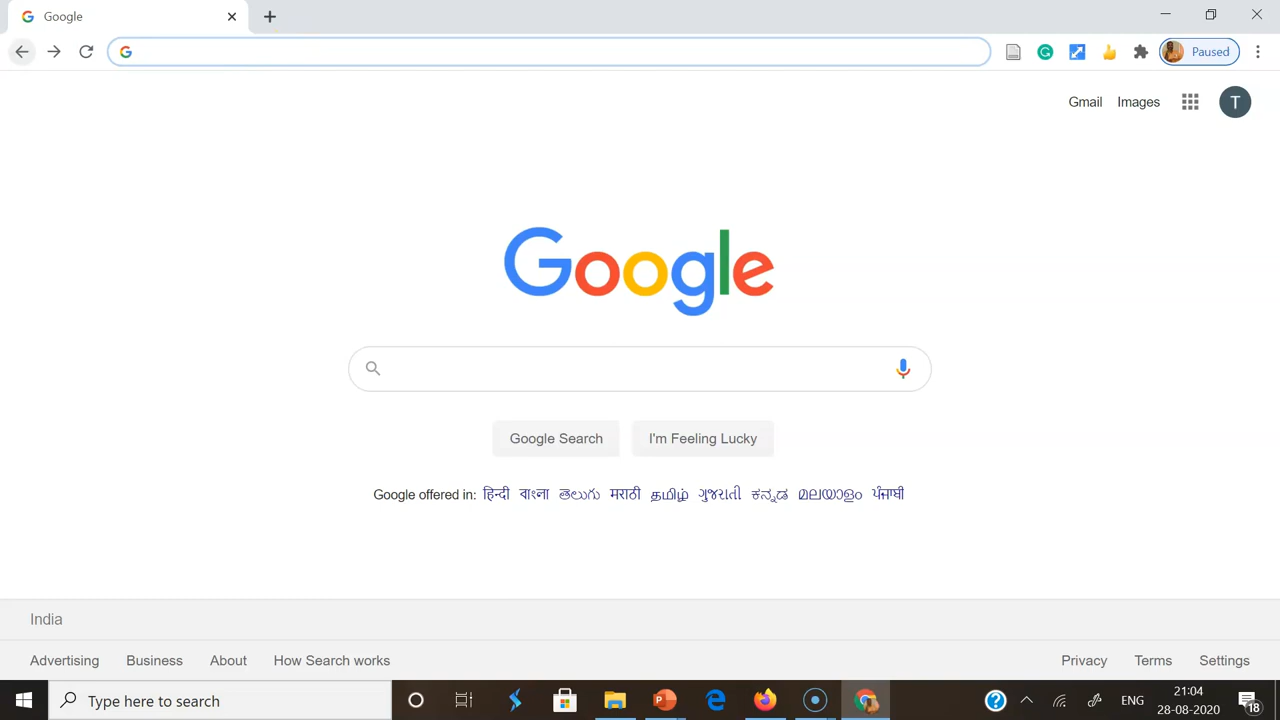 Google
Paused
Gmail Images
T
Google
Google Search I'm Feeling Lucky
Google offered in: हिन्दी বাংলা తెలుగు मराठी தமிழ் ગુજરાતી ಕನ್ನಡ മലയാളം ਪੰਜਾਬੀ
India
Advertising Business About How Search works Privacy Terms Settings
Type here to search
ENG
21:04
28-08-2020
18